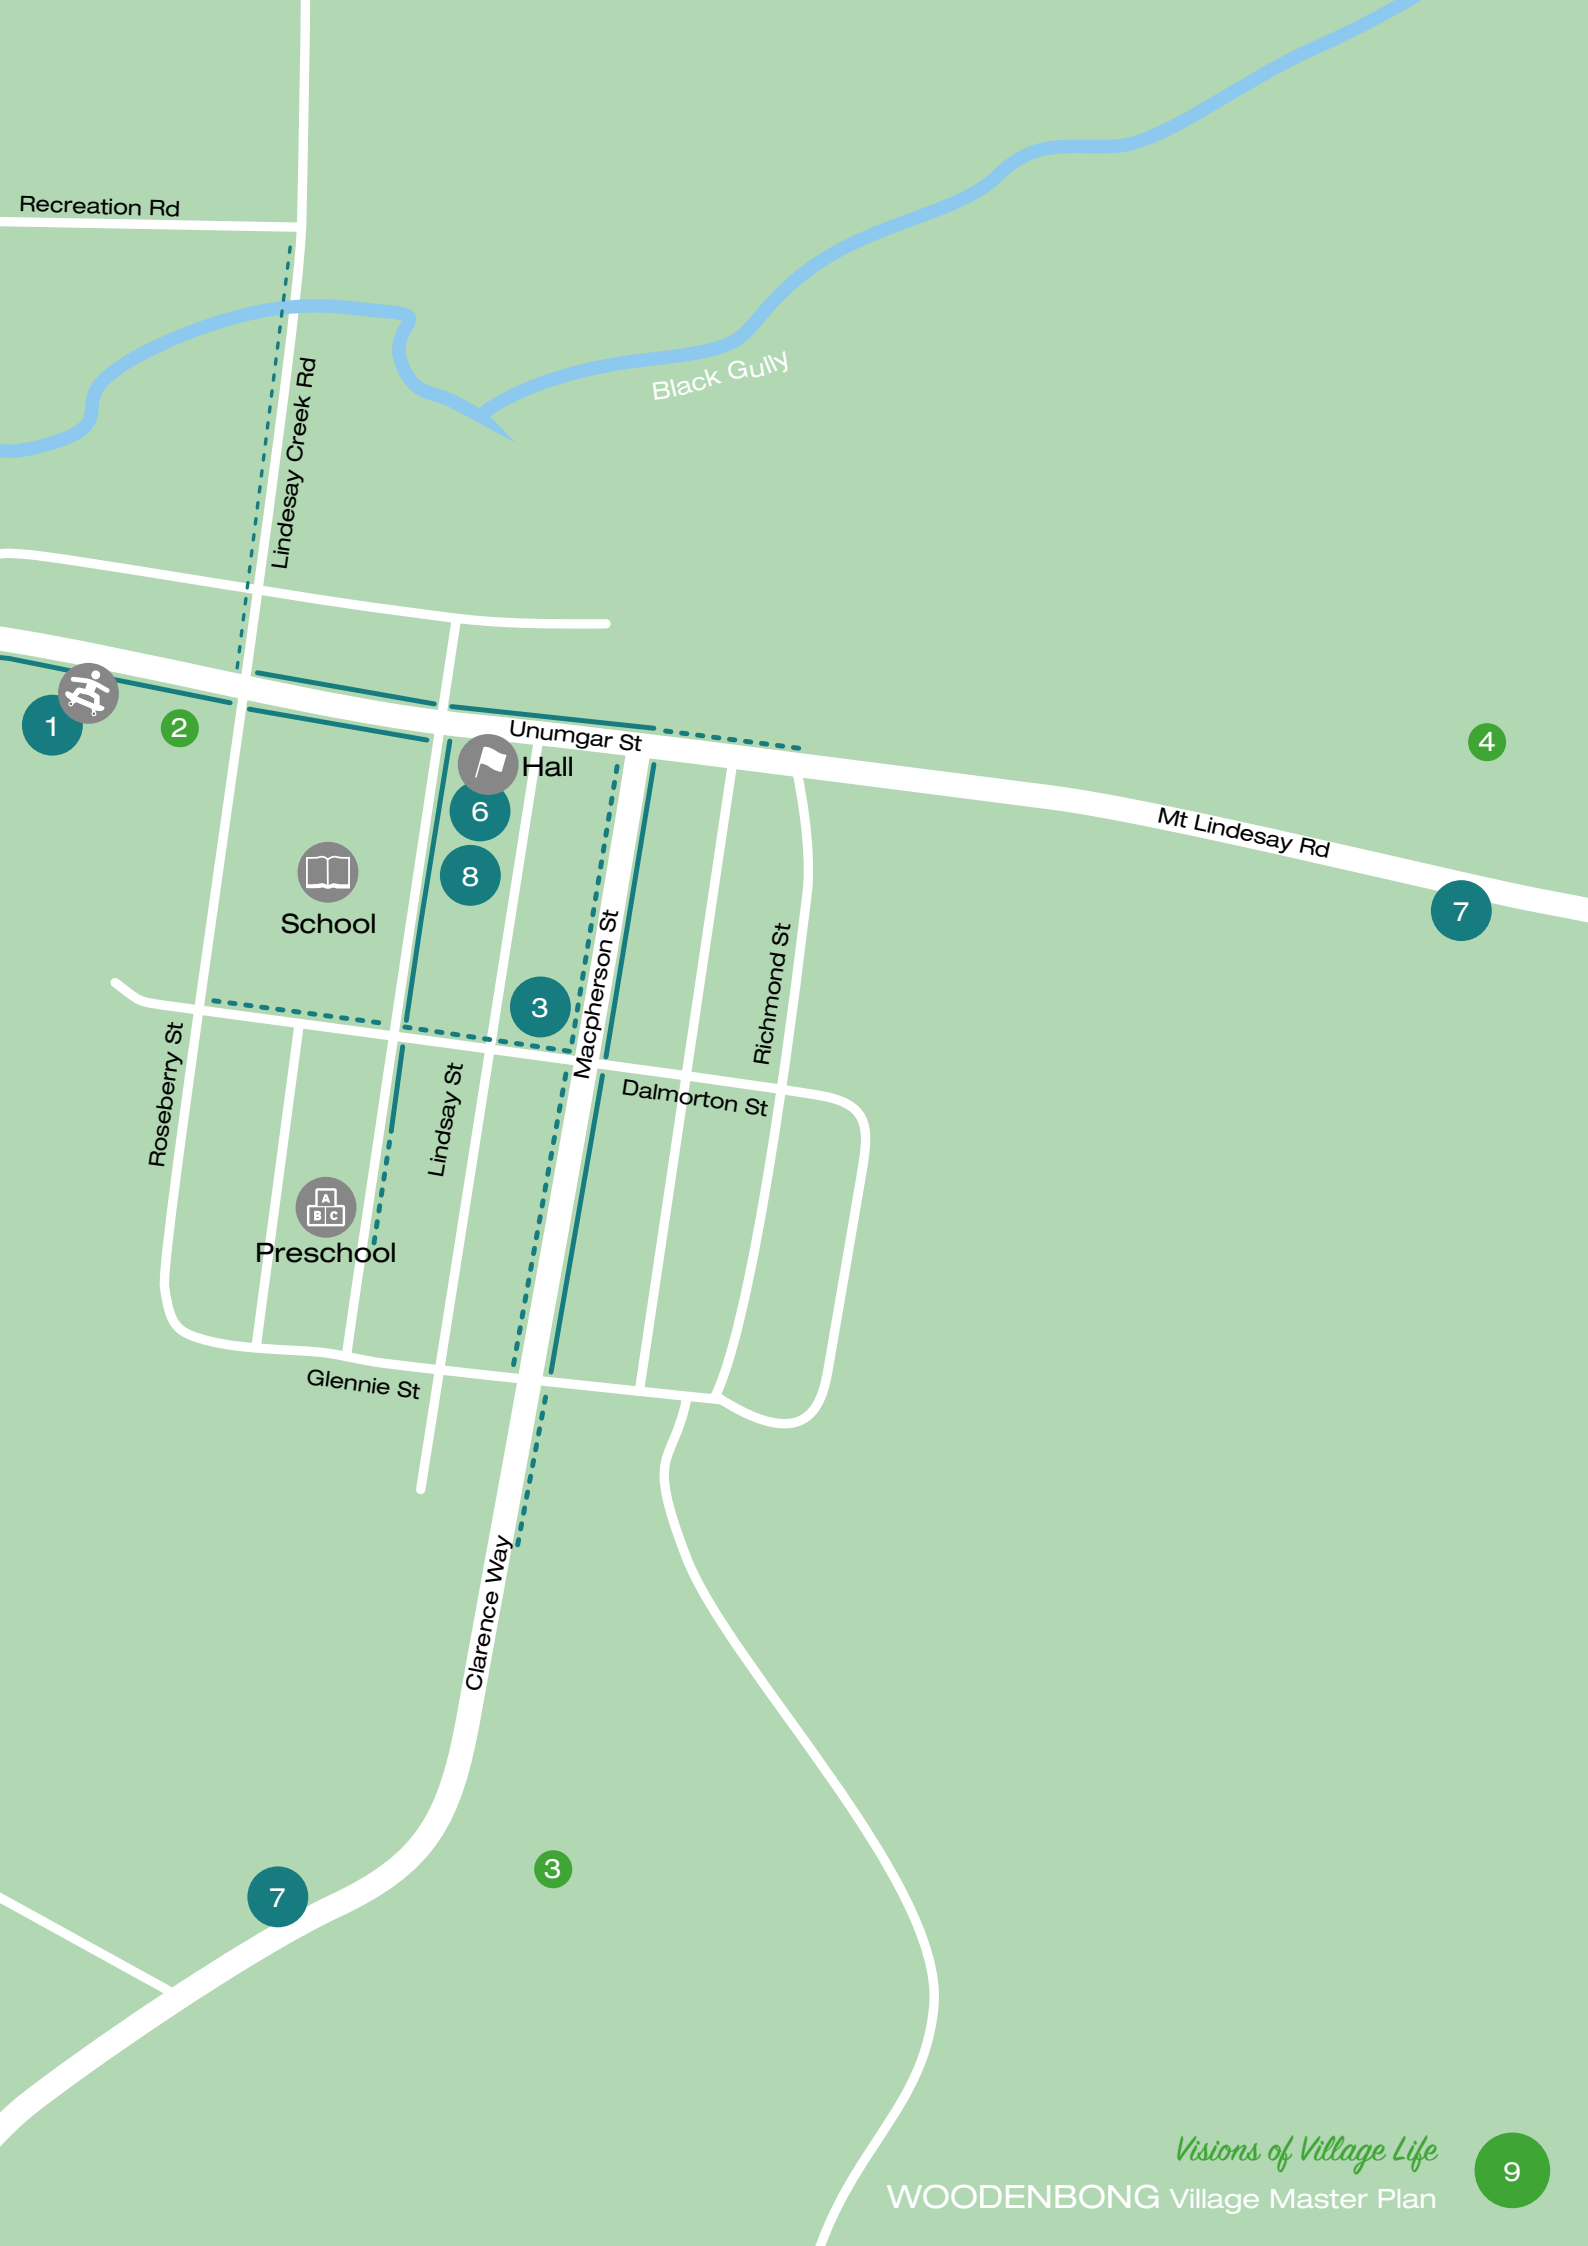 Recreation Rd
Black Gully
Lindesay Creek Rd
1
2
Unumgar St
4
Hall
6
Mt Lindesay Rd
8
7
School
3
Macpherson St
Richmond St
Roseberry St
Lindsay St
Dalmorton St
A
B C
Preschool
Glennie St
Clarence Way
3
7
Visions of Village Life
WOODENBONG Village Master Plan
9